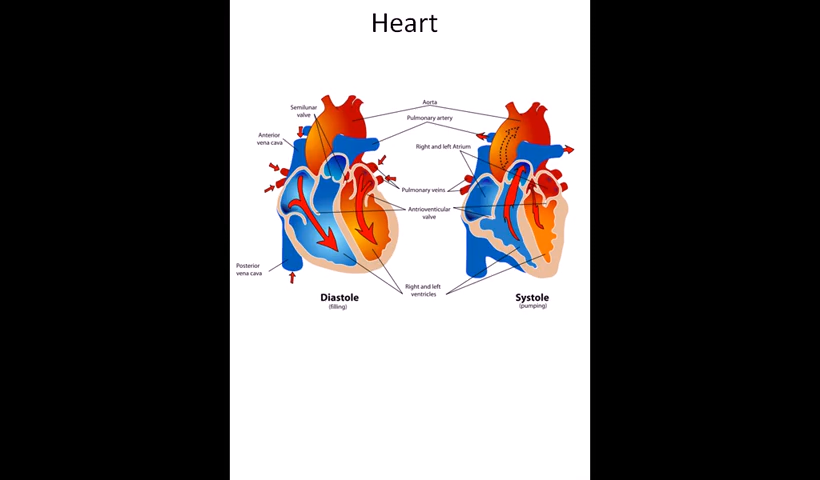 Heart
Semilunar
valve
Aorta
Pulmonary artery
Anterior
vena cava
Right and left Atrium
Pulmonary veins
Antrioventicular
valve
Posterior
vena cava
Right and left
ventricles
Diastole
(filling)
Systole
(pumping)